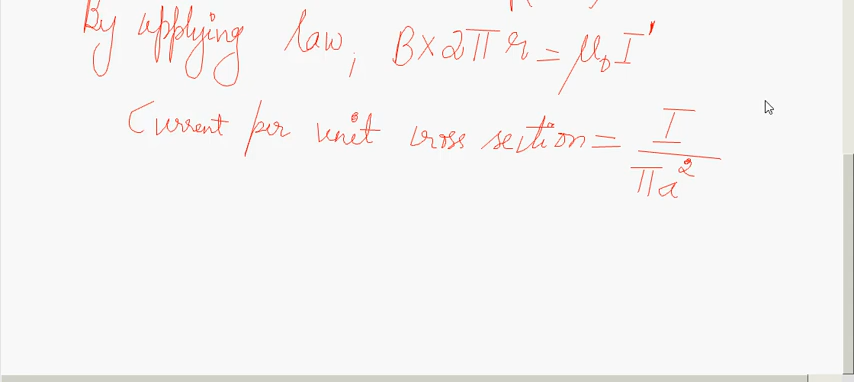 By applying law, B×2πr=μ₀I'
Current per unit cross section = I/πa²